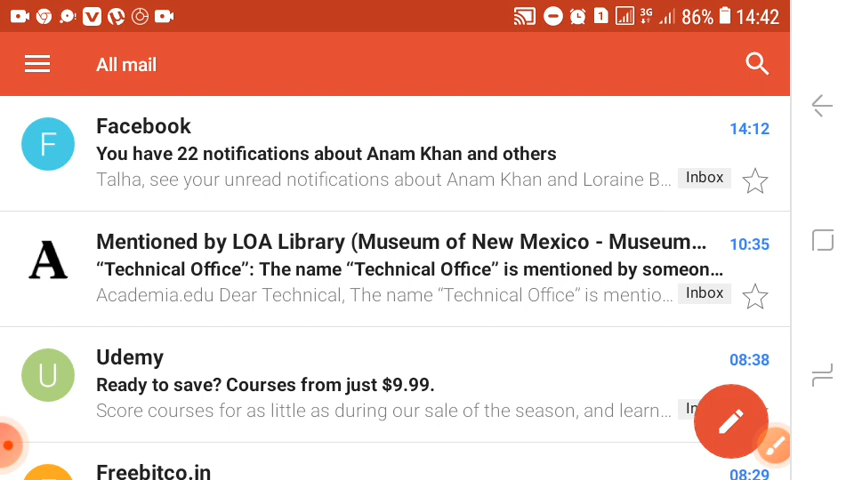 1 3G 86% 14:42
All mail
F Facebook 14:12
You have 22 notifications about Anam Khan and others
Talha, see your unread notifications about Anam Khan and Loraine B... Inbox
A Mentioned by LOA Library (Museum of New Mexico - Museum... 10:35
“Technical Office”: The name “Technical Office” is mentioned by someon...
Academia.edu Dear Technical, The name “Technical Office” is mentio... Inbox
U Udemy 08:38
Ready to save? Courses from just $9.99.
Score courses for as little as during our sale of the season, and learn...
Freebitco.in 08:29